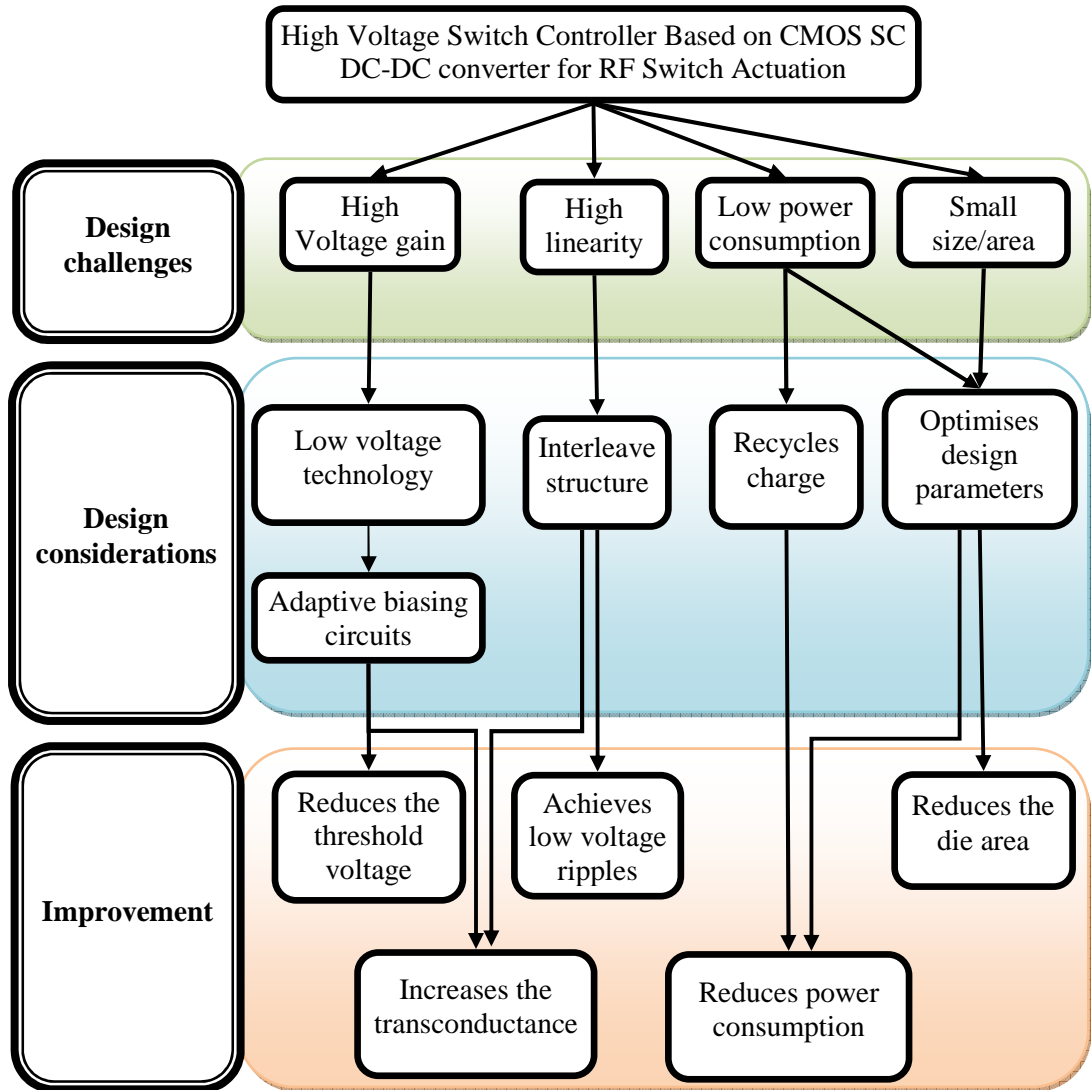 High Voltage Switch Controller Based on CMOS SC
DC-DC converter for RF Switch Actuation
Design
challenges
High
Voltage gain
High
linearity
Low power
consumption
Small
size/area
Design
considerations
Low voltage
technology
Interleave
structure
Recycles
charge
Optimises
design
parameters
Adaptive biasing
circuits
Improvement
Reduces the
threshold
voltage
Achieves
low voltage
ripples
Reduces the
die area
Increases the
transconductance
Reduces power
consumption